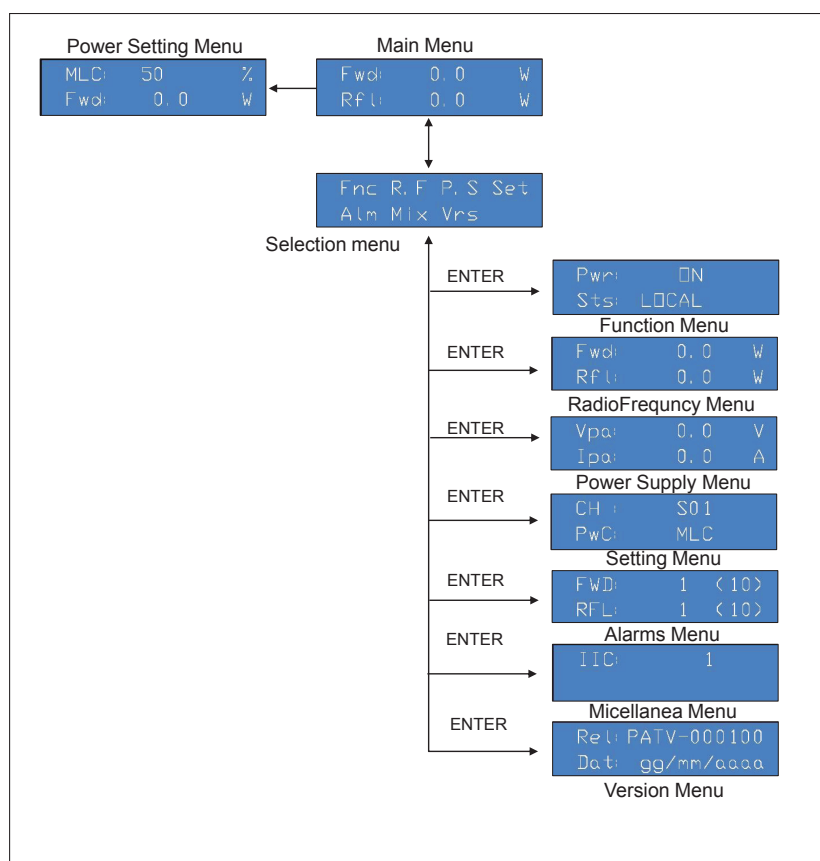 Power Setting Menu
MLC: 50 %
Fwd: 0.0 W
Main Menu
Fwd: 0.0 W
Rfl: 0.0 W
Fnc R.F P.S Set
Alm Mix Vrs
Selection menu
ENTER
Pwr: ON
Sts: LOCAL
Function Menu
ENTER
Fwd: 0.0 W
Rfl: 0.0 W
RadioFrequncy Menu
ENTER
Vpa: 0.0 V
Ipa: 0.0 A
Power Supply Menu
ENTER
CH : S01
PwC: MLC
Setting Menu
ENTER
FWD: 1 (10)
RFL: 1 (10)
Alarms Menu
ENTER
IIC: 1
Micellanea Menu
ENTER
Rel: PATV-000100
Dat: gg/mm/aaaa
Version Menu